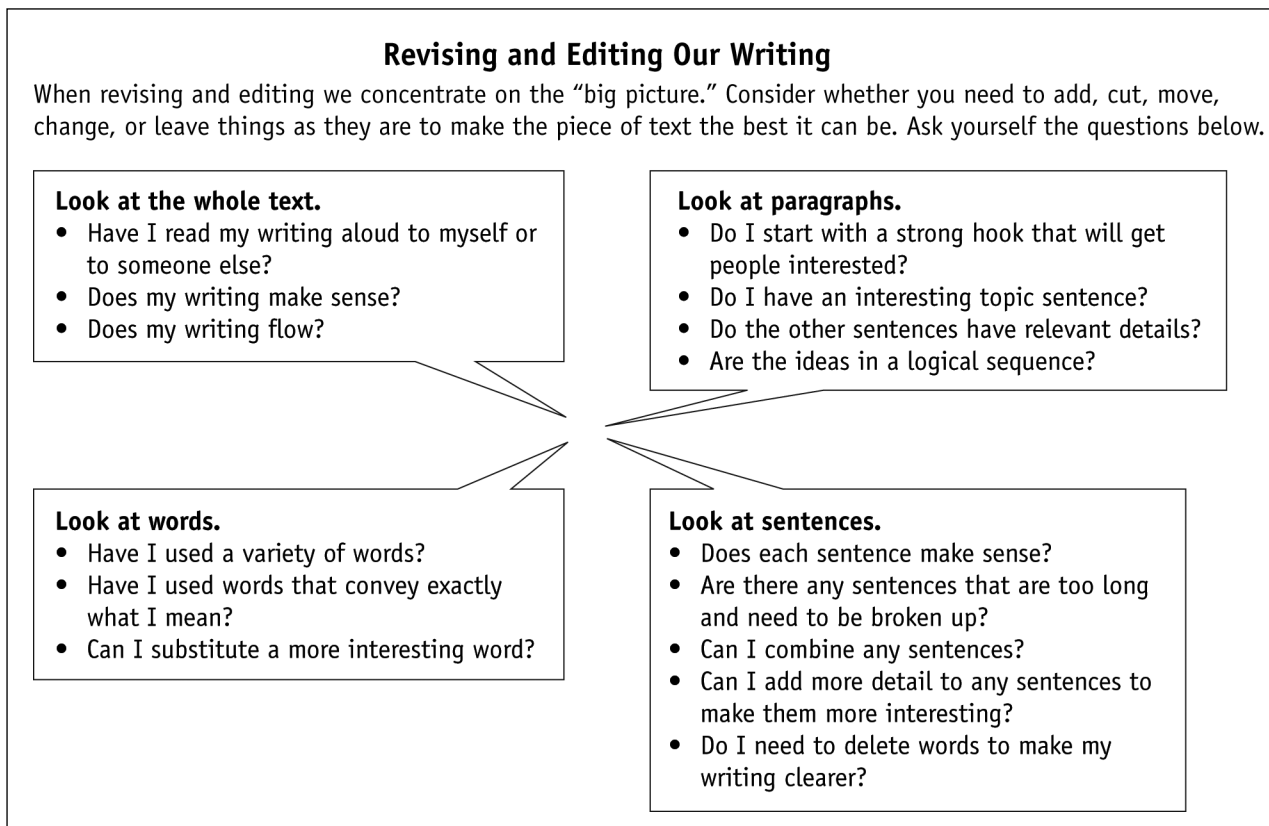 Revising and Editing Our Writing
When revising and editing we concentrate on the “big picture.” Consider whether you need to add, cut, move,
change, or leave things as they are to make the piece of text the best it can be. Ask yourself the questions below.
Look at the whole text.
• Have I read my writing aloud to myself or
to someone else?
• Does my writing make sense?
• Does my writing flow?
Look at paragraphs.
• Do I start with a strong hook that will get
people interested?
• Do I have an interesting topic sentence?
• Do the other sentences have relevant details?
• Are the ideas in a logical sequence?
Look at words.
• Have I used a variety of words?
• Have I used words that convey exactly
what I mean?
• Can I substitute a more interesting word?
Look at sentences.
• Does each sentence make sense?
• Are there any sentences that are too long
and need to be broken up?
• Can I combine any sentences?
• Can I add more detail to any sentences to
make them more interesting?
• Do I need to delete words to make my
writing clearer?